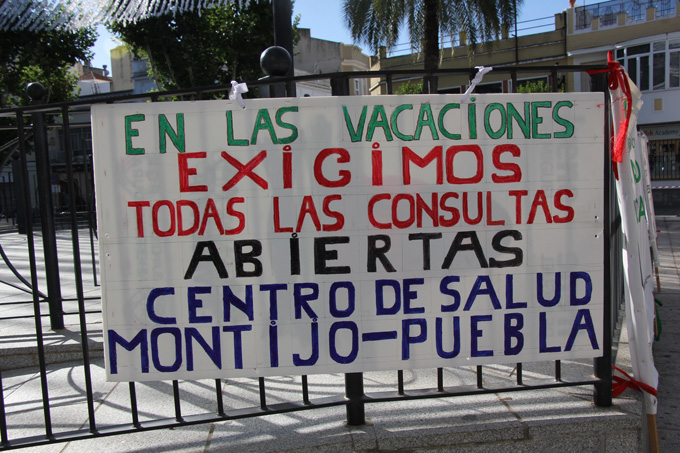 EN LAS VACACIONES
EXIGIMOS
TODAS LAS CONSULTAS
ABIERTAS
CENTRO DE SALUD
MONTIJO-PUEBLA